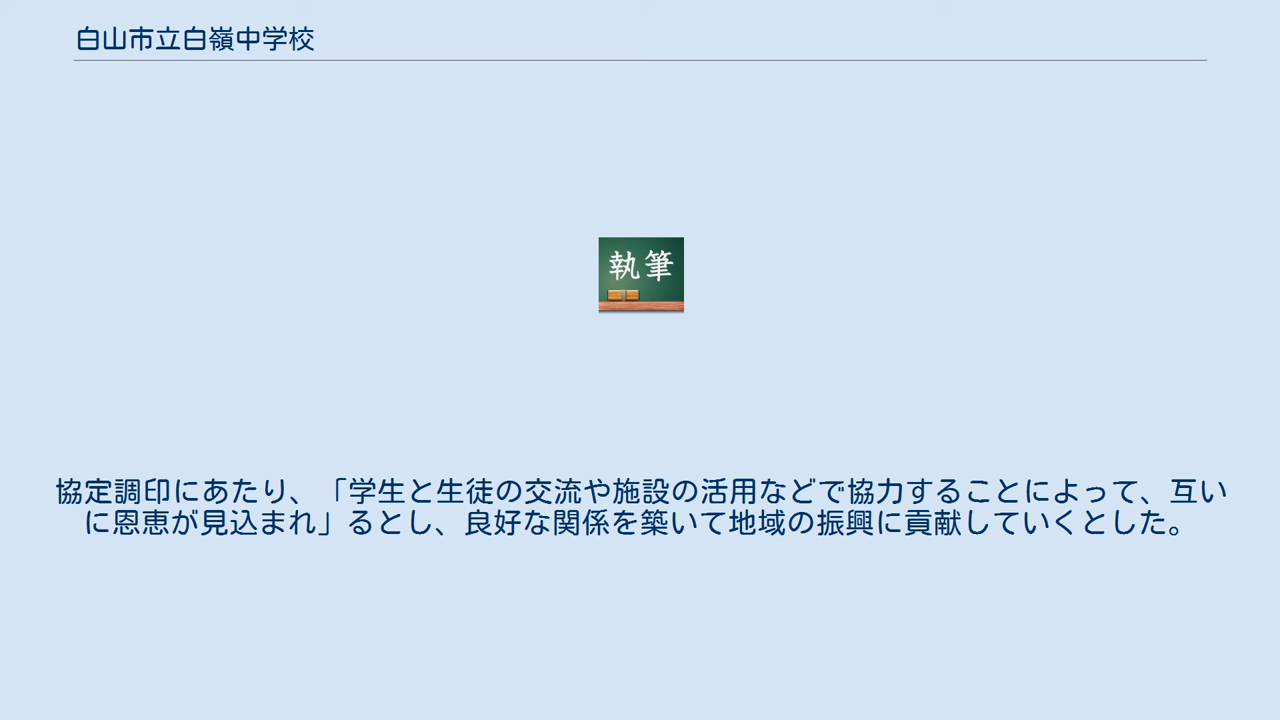 白山市立白嶺中学校
執筆
協定調印にあたり、「学生と生徒の交流や施設の活用などで協力することによって、互い
に恩恵が見込まれ」るとし、良好な関係を築いて地域の振興に貢献していくとした。